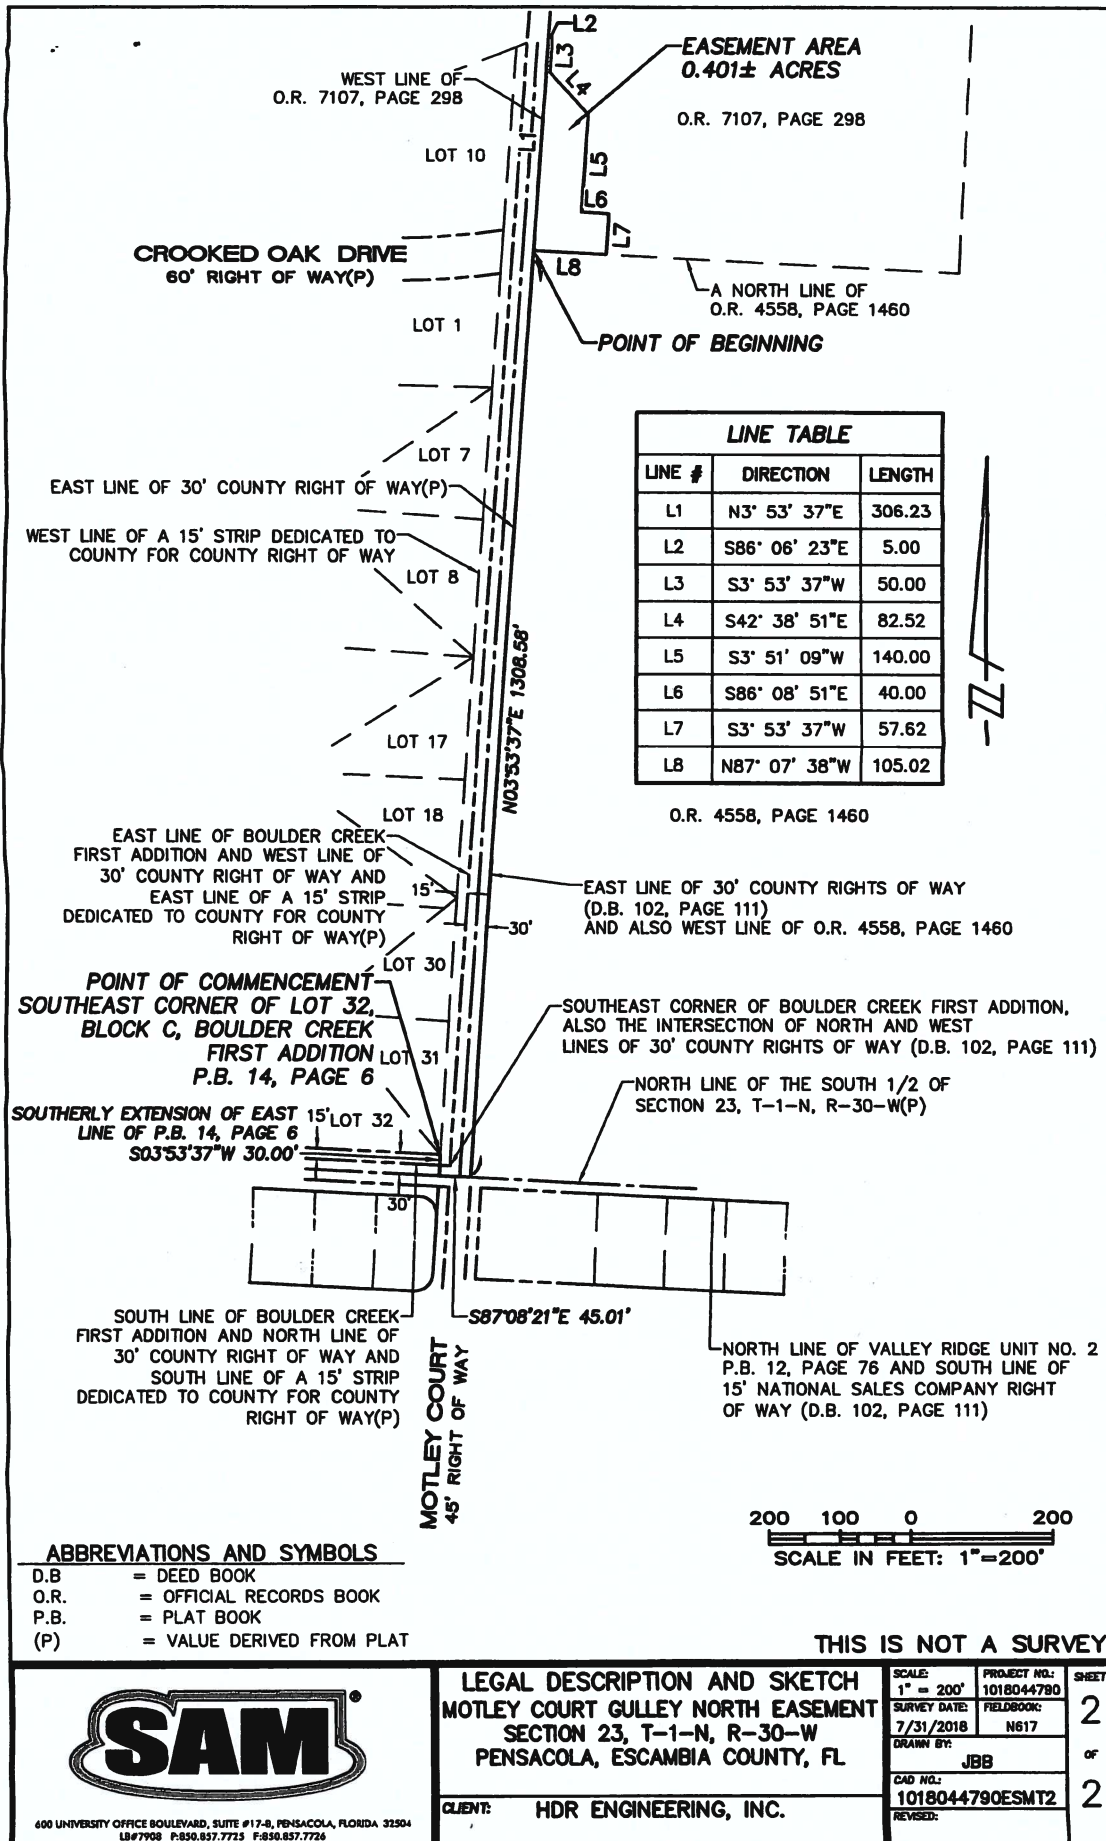 L2
EASEMENT AREA
0.401± ACRES
L3
L4
WEST LINE OF
O.R. 7107, PAGE 298
O.R. 7107, PAGE 298
L1
LOT 10
L5
L6
L7
CROOKED OAK DRIVE
60' RIGHT OF WAY(P)
L8
A NORTH LINE OF
O.R. 4558, PAGE 1460
LOT 1
POINT OF BEGINNING
LINE TABLE
LINE # DIRECTION LENGTH
L1 N3° 53' 37"E 306.23
L2 S86° 06' 23"E 5.00
L3 S3° 53' 37"W 50.00
L4 S42° 38' 51"E 82.52
L5 S3° 51' 09"W 140.00
L6 S86° 08' 51"E 40.00
L7 S3° 53' 37"W 57.62
L8 N87° 07' 38"W 105.02
LOT 7
EAST LINE OF 30' COUNTY RIGHT OF WAY(P)
WEST LINE OF A 15' STRIP DEDICATED TO
COUNTY FOR COUNTY RIGHT OF WAY
LOT 8
N03°53'37"E 1308.58'
LOT 17
N
O.R. 4558, PAGE 1460
LOT 18
EAST LINE OF BOULDER CREEK
FIRST ADDITION AND WEST LINE OF
30' COUNTY RIGHT OF WAY AND
EAST LINE OF A 15' STRIP
DEDICATED TO COUNTY FOR COUNTY
RIGHT OF WAY(P)
15'
30'
EAST LINE OF 30' COUNTY RIGHTS OF WAY
(D.B. 102, PAGE 111)
AND ALSO WEST LINE OF O.R. 4558, PAGE 1460
LOT 30
POINT OF COMMENCEMENT
SOUTHEAST CORNER OF LOT 32,
BLOCK C, BOULDER CREEK
FIRST ADDITION
P.B. 14, PAGE 6
LOT 31
SOUTHEAST CORNER OF BOULDER CREEK FIRST ADDITION,
ALSO THE INTERSECTION OF NORTH AND WEST
LINES OF 30' COUNTY RIGHTS OF WAY (D.B. 102, PAGE 111)
NORTH LINE OF THE SOUTH 1/2 OF
SECTION 23, T-1-N, R-30-W(P)
SOUTHERLY EXTENSION OF EAST
LINE OF P.B. 14, PAGE 6
S03°53'37"W 30.00'
15'
LOT 32
30'
SOUTH LINE OF BOULDER CREEK
FIRST ADDITION AND NORTH LINE OF
30' COUNTY RIGHT OF WAY AND
SOUTH LINE OF A 15' STRIP
DEDICATED TO COUNTY FOR COUNTY
RIGHT OF WAY(P)
S87°08'21"E 45.01'
MOTLEY COURT
45' RIGHT OF WAY
NORTH LINE OF VALLEY RIDGE UNIT NO. 2
P.B. 12, PAGE 76 AND SOUTH LINE OF
15' NATIONAL SALES COMPANY RIGHT
OF WAY (D.B. 102, PAGE 111)
200 100 0 200
SCALE IN FEET: 1"=200'
ABBREVIATIONS AND SYMBOLS
D.B = DEED BOOK
O.R. = OFFICIAL RECORDS BOOK
P.B. = PLAT BOOK
(P) = VALUE DERIVED FROM PLAT
THIS IS NOT A SURVEY
SAM®
600 UNIVERSITY OFFICE BOULEVARD, SUITE #17-B, PENSACOLA, FLORIDA 32504
LB#7908 P:850.857.7725 F:850.857.7726
LEGAL DESCRIPTION AND SKETCH
MOTLEY COURT GULLEY NORTH EASEMENT
SECTION 23, T-1-N, R-30-W
PENSACOLA, ESCAMBIA COUNTY, FL
CLIENT: HDR ENGINEERING, INC.
SCALE: 1" = 200'
PROJECT NO.: 1018044790
SURVEY DATE: 7/31/2018
FIELDBOOK: N617
DRAWN BY: JBB
CAD NO.: 1018044790ESMT2
REVISED:
SHEET
2
OF
2